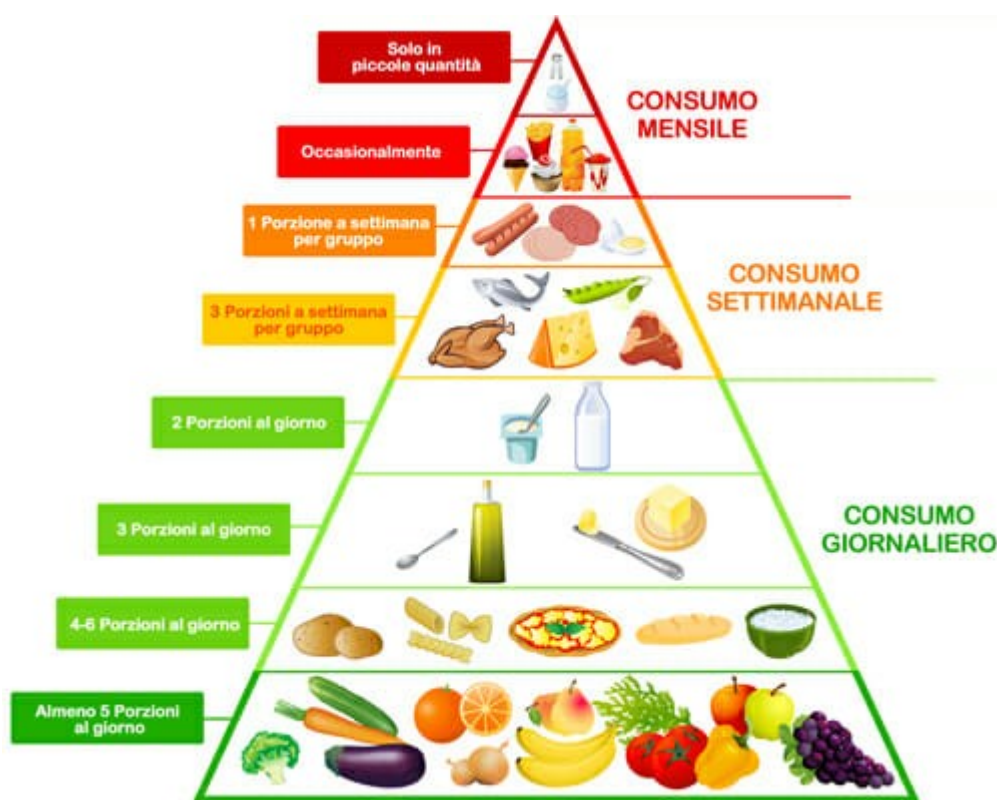 Solo in
piccole quantità
CONSUMO
MENSILE
Occasionalmente
1 Porzione a settimana
per gruppo
CONSUMO
SETTIMANALE
3 Porzioni a settimana
per gruppo
2 Porzioni al giorno
3 Porzioni al giorno
CONSUMO
GIORNALIERO
4-6 Porzioni al giorno
Almeno 5 Porzioni
al giorno